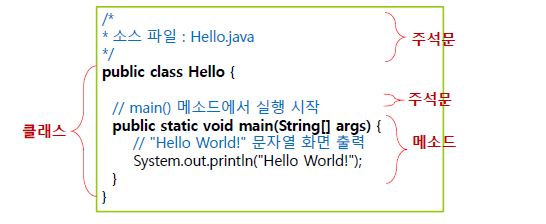 /*
* 소스 파일 : Hello.java
*/
주석문
public class Hello {
// main() 메소드에서 실행 시작
주석문
클래스
public static void main(String[] args) {
// "Hello World!" 문자열 화면 출력
메소드
System.out.println("Hello World!");
}
}